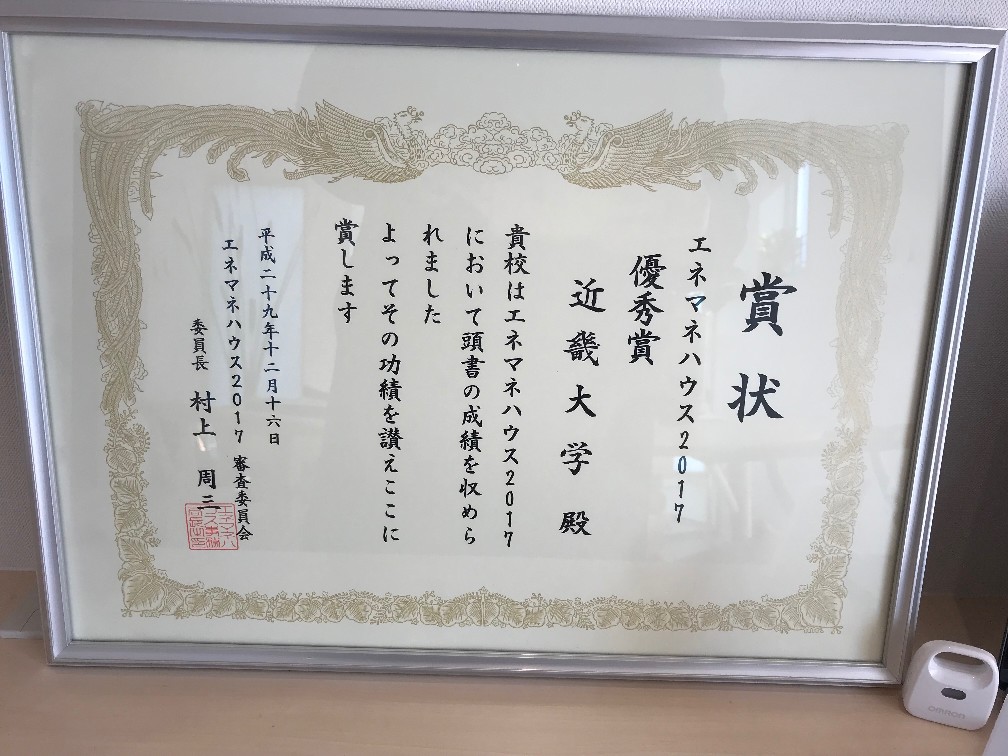 賞状
エネマネハウス2017
優秀賞
近畿大学殿
貴校はエネマネハウス2017
において頭書の成績を収めら
れました
よってその功績を讃えここに
賞します
平成二十九年十二月十六日
エネマネハウス2017 審査委員会
委員長 村上 周三
OMRON